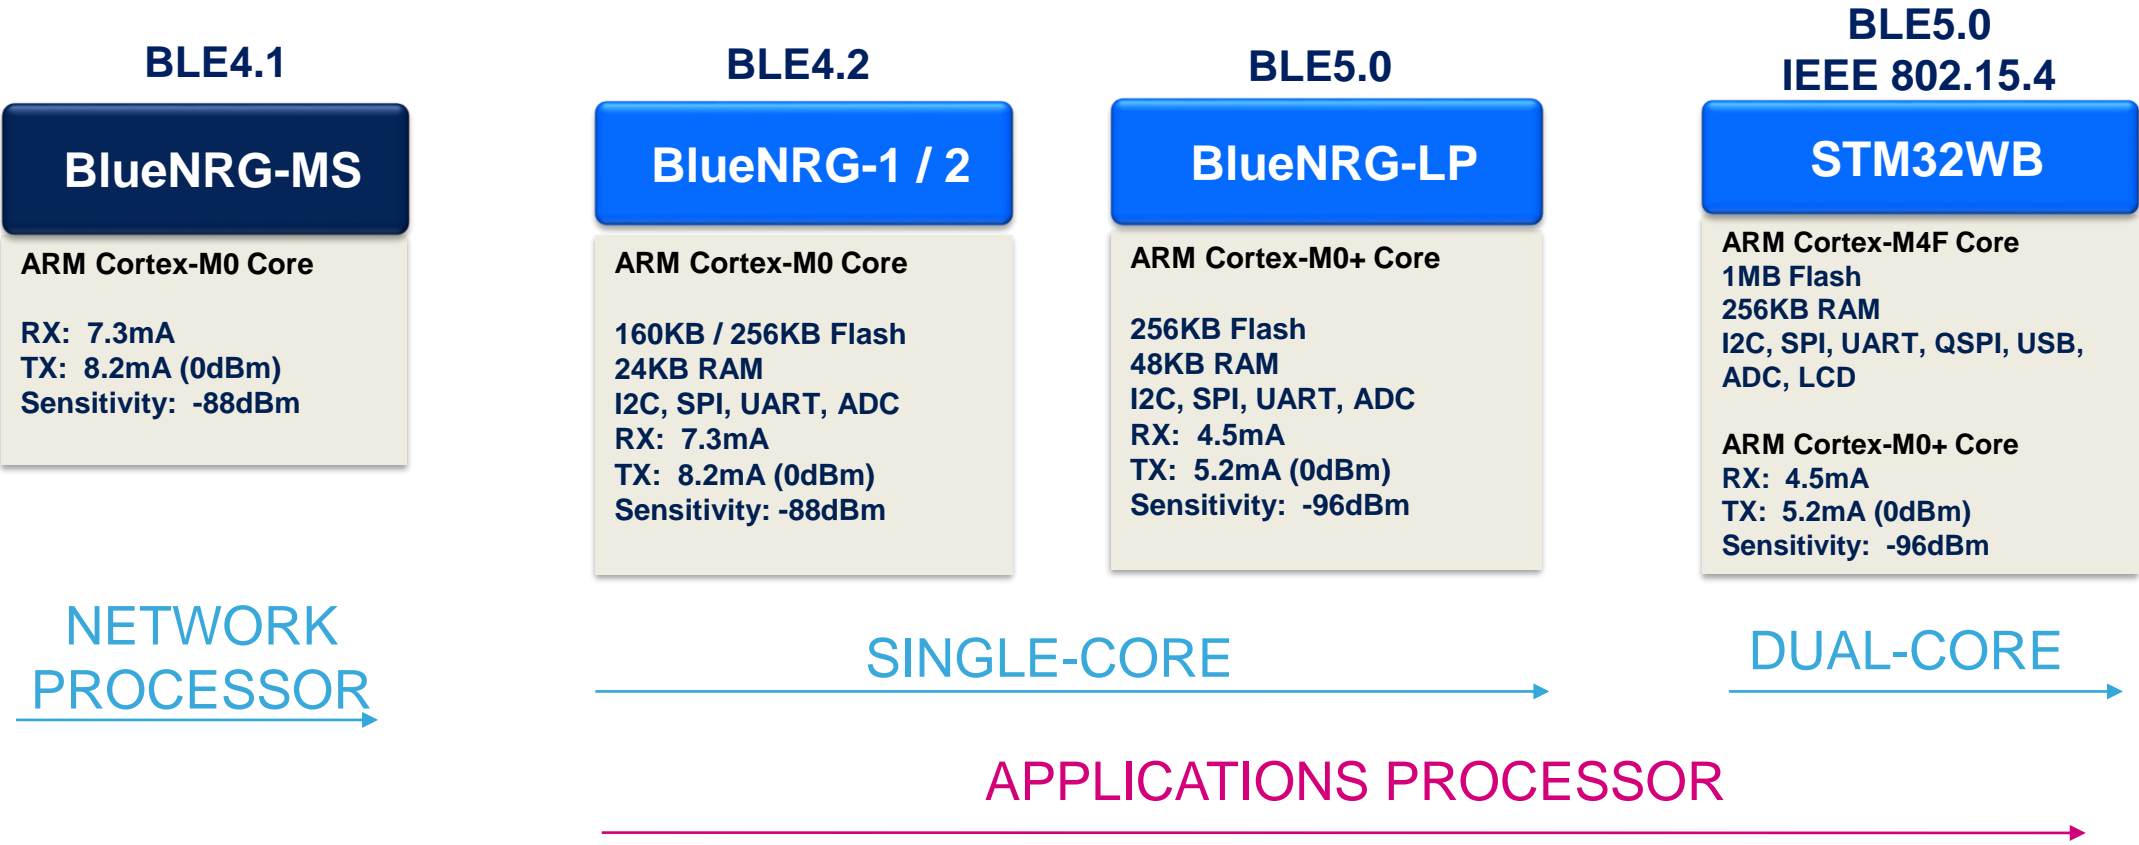 BLE4.1
BlueNRG-MS
ARM Cortex-M0 Core
RX: 7.3mA
TX: 8.2mA (0dBm)
Sensitivity: -88dBm
NETWORK
PROCESSOR
BLE4.2
BlueNRG-1 / 2
ARM Cortex-M0 Core
160KB / 256KB Flash
24KB RAM
I2C, SPI, UART, ADC
RX: 7.3mA
TX: 8.2mA (0dBm)
Sensitivity: -88dBm
BLE5.0
BlueNRG-LP
ARM Cortex-M0+ Core
256KB Flash
48KB RAM
I2C, SPI, UART, ADC
RX: 4.5mA
TX: 5.2mA (0dBm)
Sensitivity: -96dBm
SINGLE-CORE
BLE5.0
IEEE 802.15.4
STM32WB
ARM Cortex-M4F Core
1MB Flash
256KB RAM
I2C, SPI, UART, QSPI, USB,
ADC, LCD
ARM Cortex-M0+ Core
RX: 4.5mA
TX: 5.2mA (0dBm)
Sensitivity: -96dBm
DUAL-CORE
APPLICATIONS PROCESSOR